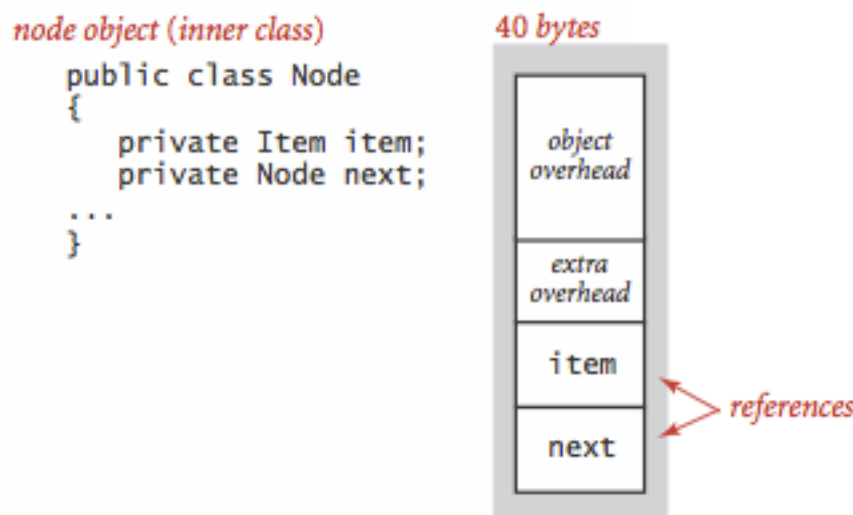 node object (inner class)
public class Node
{
private Item item;
private Node next;
...
}
40 bytes
object
overhead
extra
overhead
item
next
references